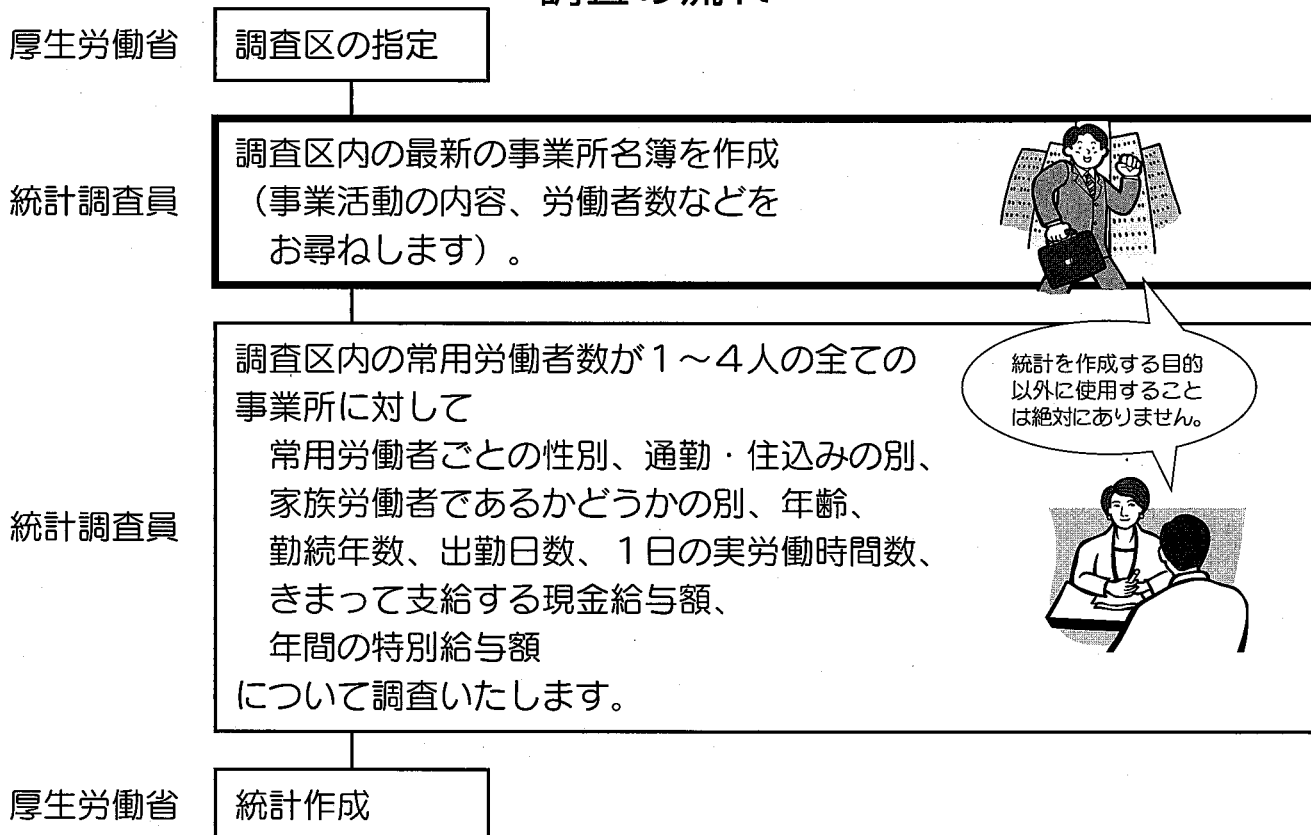 厚生労働省
調査区の指定
統計調査員
調査区内の最新の事業所名簿を作成
（事業活動の内容、労働者数などを
お尋ねします）。
統計調査員
調査区内の常用労働者数が１～４人の全ての
事業所に対して
常用労働者ごとの性別、通勤・住込みの別、
家族労働者であるかどうかの別、年齢、
勤続年数、出勤日数、１日の実労働時間数、
きまって支給する現金給与額、
年間の特別給与額
について調査いたします。
統計を作成する目的
以外に使用すること
は絶対にありません。
厚生労働省
統計作成